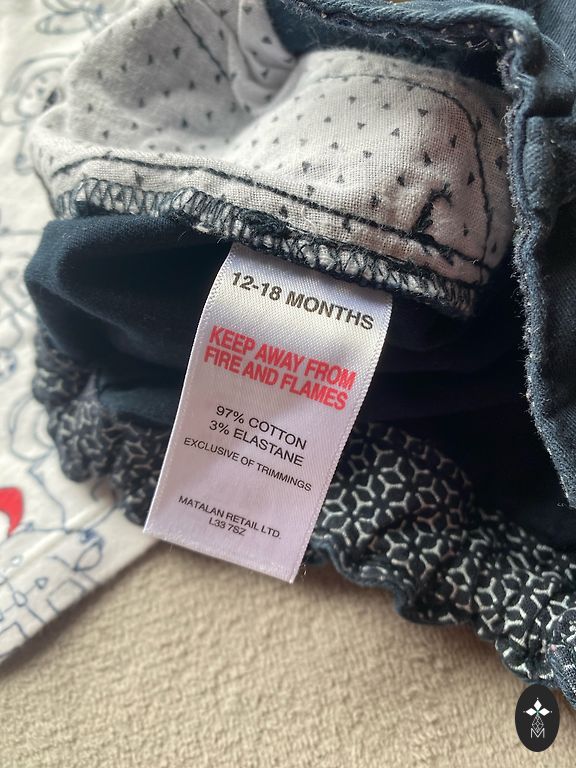 12-18 MONTHS
KEEP AWAY FROM
FIRE AND FLAMES
97% COTTON
3% ELASTANE
EXCLUSIVE OF TRIMMINGS
MATALAN RETAIL LTD.
L33 7SZ
M